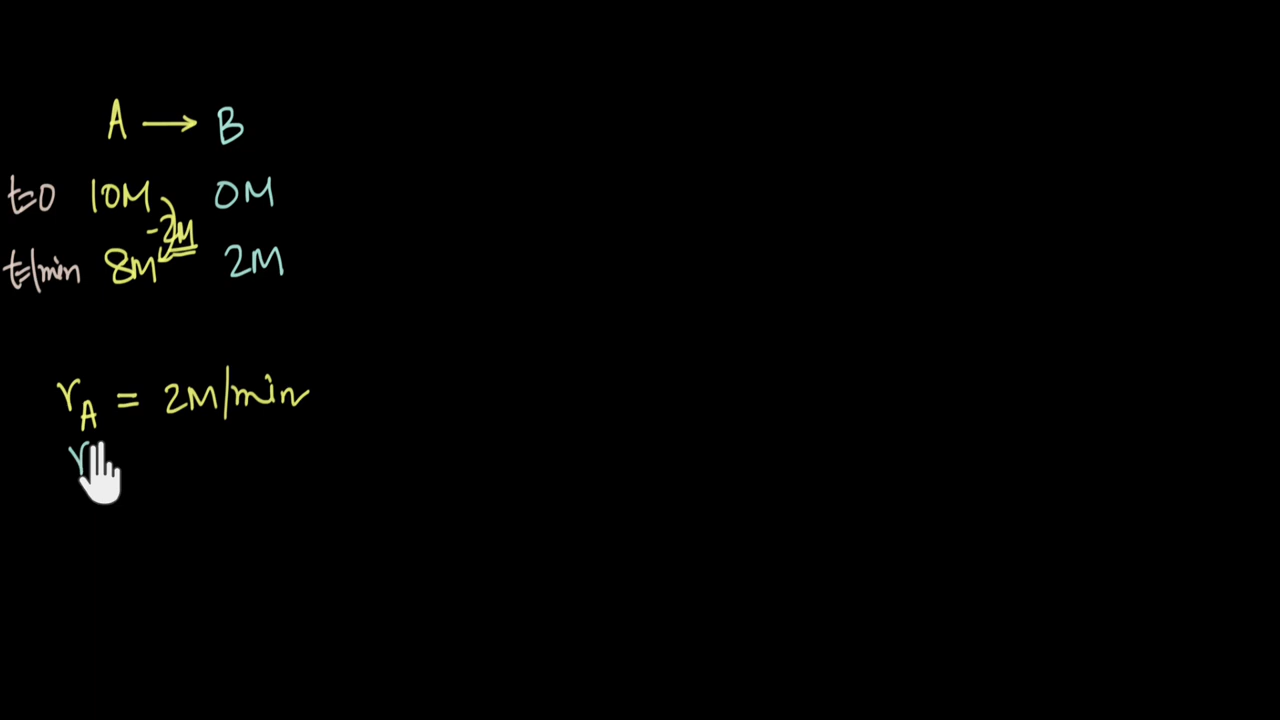 A → B
t=0 10M 0M
-2M
t=1min 8M 2M
r_A = 2M/min
r